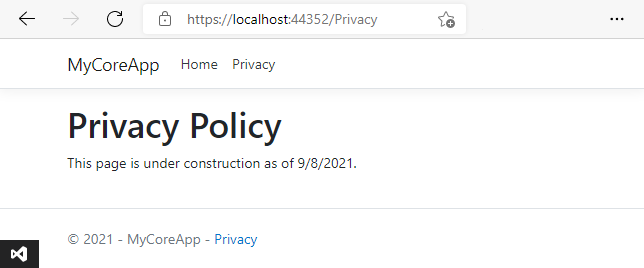 https://localhost:44352/Privacy
MyCoreApp Home Privacy
Privacy Policy
This page is under construction as of 9/8/2021.
© 2021 - MyCoreApp - Privacy